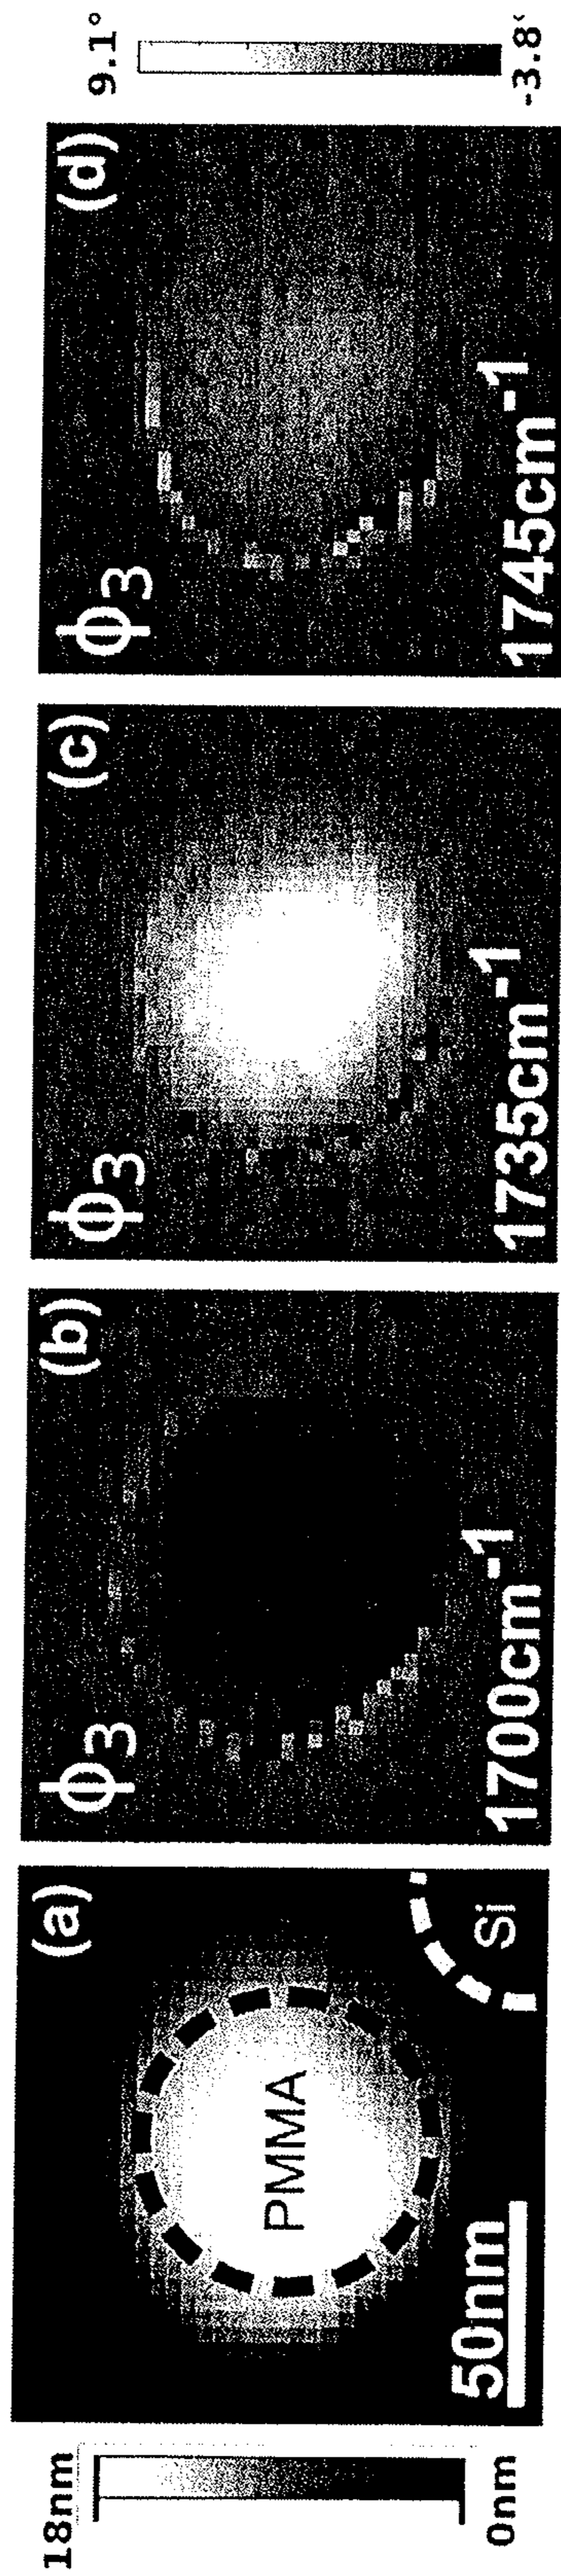 18nm
0nm
(a)
PMMA
50nm
Si
(b)
ϕ3
1700cm-1
(c)
ϕ3
1735cm-1
(d)
ϕ3
1745cm-1
9.1°
-3.8°